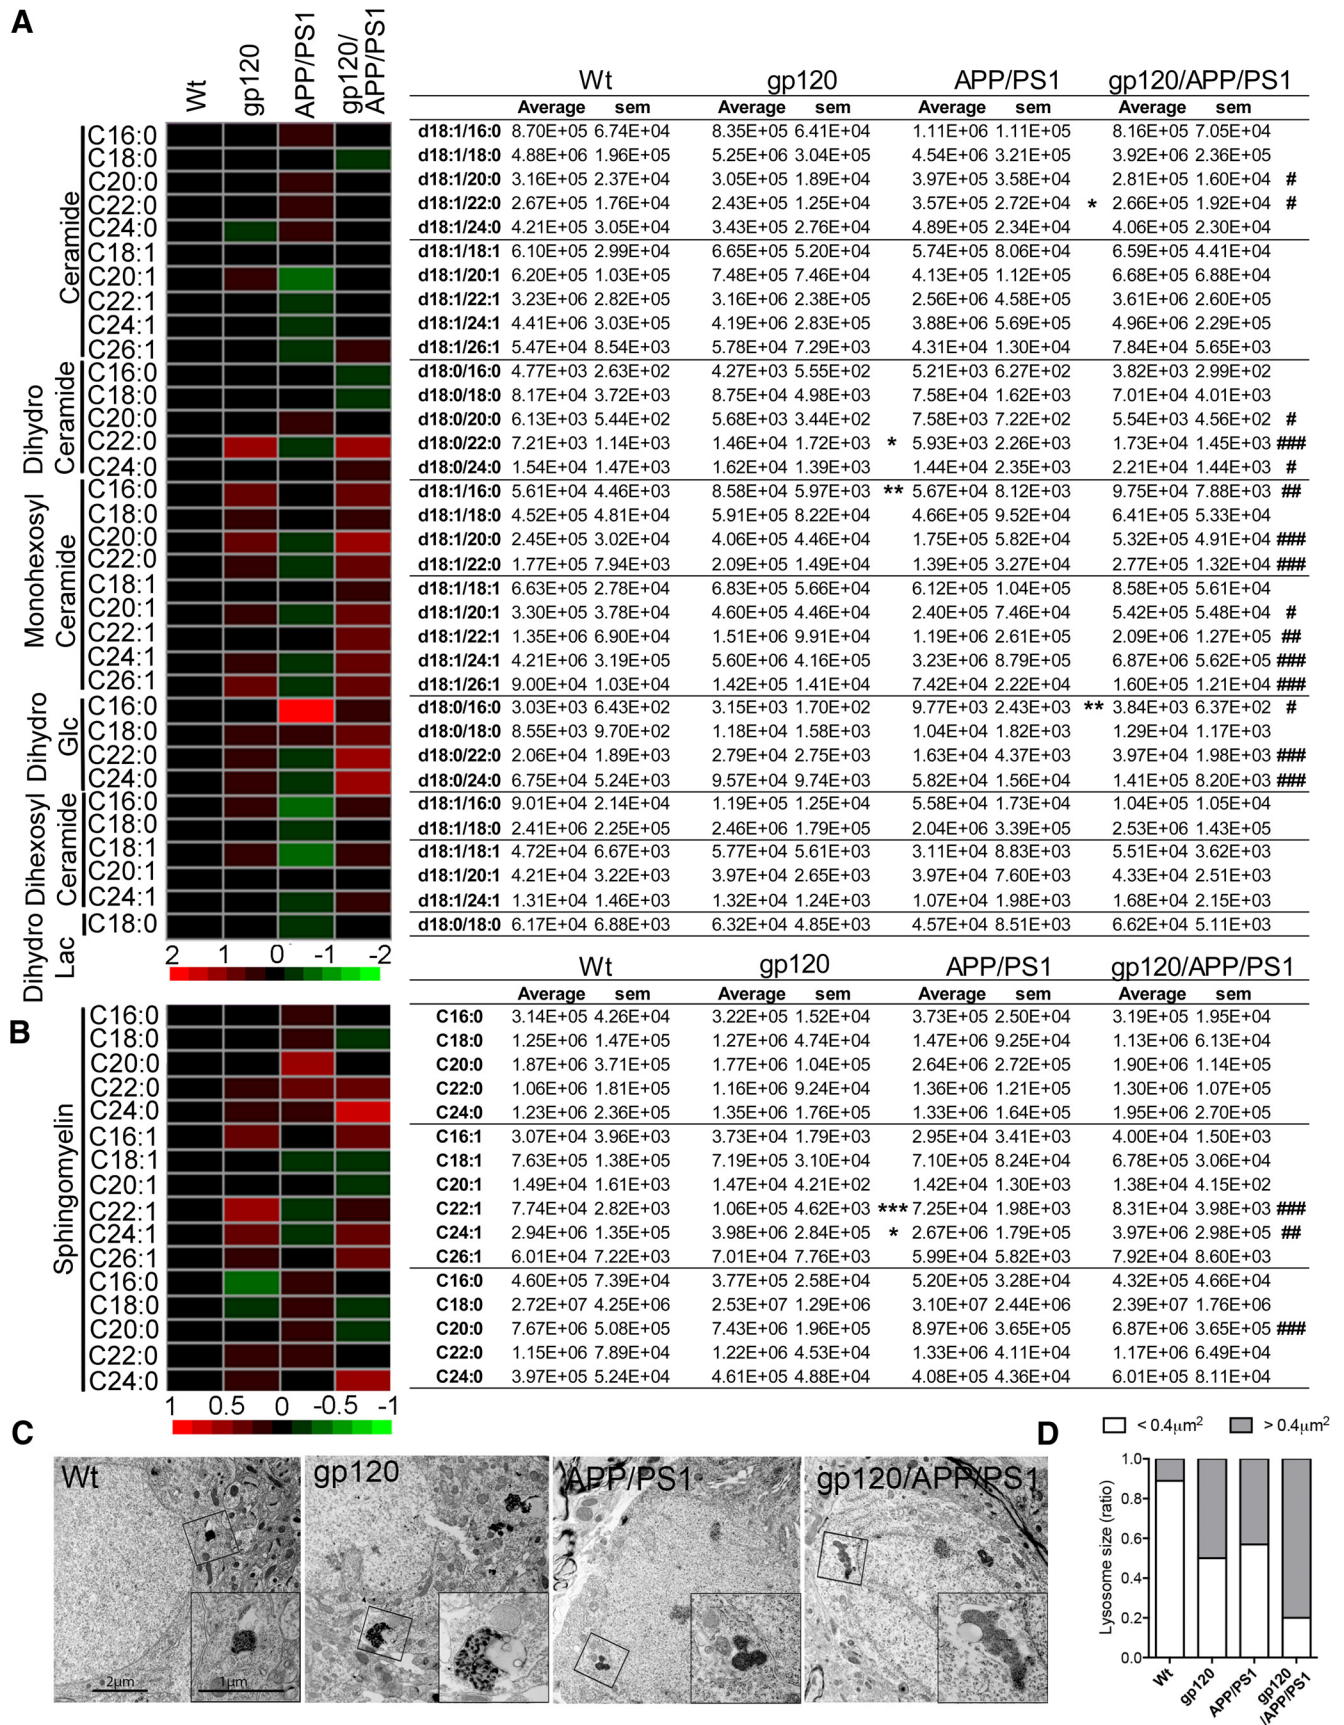 A
Wt
gp120
APP/PS1
gp120/
APP/PS1
Ceramide
C16:0
C18:0
C20:0
C22:0
C24:0
C18:1
C20:1
C22:1
C24:1
C26:1
Dihydro
Ceramide
C16:0
C18:0
C20:0
C22:0
C24:0
Monohexosyl
Ceramide
C16:0
C18:0
C20:0
C22:0
C18:1
C20:1
C22:1
C24:1
C26:1
Dihydro
Glc
C16:0
C18:0
C22:0
C24:0
Dihexosyl
Ceramide
C16:0
C18:0
C18:1
C20:1
C24:1
Dihydro
Lac
C18:0
2 1 0 -1 -2
Wt gp120 APP/PS1 gp120/APP/PS1
Average sem Average sem Average sem Average sem
d18:1/16:0 8.70E+05 6.74E+04 8.35E+05 6.41E+04 1.11E+06 1.11E+05 8.16E+05 7.05E+04
d18:1/18:0 4.88E+06 1.96E+05 5.25E+06 3.04E+05 4.54E+06 3.21E+05 3.92E+06 2.36E+05
d18:1/20:0 3.16E+05 2.37E+04 3.05E+05 1.89E+04 3.97E+05 3.58E+04 2.81E+05 1.60E+04 #
d18:1/22:0 2.67E+05 1.76E+04 2.43E+05 1.25E+04 3.57E+05 2.72E+04 * 2.66E+05 1.92E+04 #
d18:1/24:0 4.21E+05 3.05E+04 3.43E+05 2.76E+04 4.89E+05 2.34E+04 4.06E+05 2.30E+04
d18:1/18:1 6.10E+05 2.99E+04 6.65E+05 5.20E+04 5.74E+05 8.06E+04 6.59E+05 4.41E+04
d18:1/20:1 6.20E+05 1.03E+05 7.48E+05 7.46E+04 4.13E+05 1.12E+05 6.68E+05 6.88E+04
d18:1/22:1 3.23E+06 2.82E+05 3.16E+06 2.38E+05 2.56E+06 4.58E+05 3.61E+06 2.60E+05
d18:1/24:1 4.41E+06 3.03E+05 4.19E+06 2.83E+05 3.88E+06 5.69E+05 4.96E+06 2.29E+05
d18:1/26:1 5.47E+04 8.54E+03 5.78E+04 7.29E+03 4.31E+04 1.30E+04 7.84E+04 5.65E+03
d18:0/16:0 4.77E+03 2.63E+02 4.27E+03 5.55E+02 5.21E+03 6.27E+02 3.82E+03 2.99E+02
d18:0/18:0 8.17E+04 3.72E+03 8.75E+04 4.98E+03 7.58E+04 1.62E+03 7.01E+04 4.01E+03
d18:0/20:0 6.13E+03 5.44E+02 5.68E+03 3.44E+02 7.58E+03 7.22E+02 5.54E+03 4.56E+02 #
d18:0/22:0 7.21E+03 1.14E+03 1.46E+04 1.72E+03 * 5.93E+03 2.26E+03 1.73E+04 1.45E+03 ###
d18:0/24:0 1.54E+04 1.47E+03 1.62E+04 1.39E+03 1.44E+04 2.35E+03 2.21E+04 1.44E+03 #
d18:1/16:0 5.61E+04 4.46E+03 8.58E+04 5.97E+03 ** 5.67E+04 8.12E+03 9.75E+04 7.88E+03 ##
d18:1/18:0 4.52E+05 4.81E+04 5.91E+05 8.22E+04 4.66E+05 9.52E+04 6.41E+05 5.33E+04
d18:1/20:0 2.45E+05 3.02E+04 4.06E+05 4.46E+04 1.75E+05 5.82E+04 5.32E+05 4.91E+04 ###
d18:1/22:0 1.77E+05 7.94E+03 2.09E+05 1.49E+04 1.39E+05 3.27E+04 2.77E+05 1.32E+04 ###
d18:1/18:1 6.63E+05 2.78E+04 6.83E+05 5.66E+04 6.12E+05 1.04E+05 8.58E+05 5.61E+04
d18:1/20:1 3.30E+05 3.78E+04 4.60E+05 4.46E+04 2.40E+05 7.46E+04 5.42E+05 5.48E+04 #
d18:1/22:1 1.35E+06 6.90E+04 1.51E+06 9.91E+04 1.19E+06 2.61E+05 2.09E+06 1.27E+05 ##
d18:1/24:1 4.21E+06 3.19E+05 5.60E+06 4.16E+05 3.23E+06 8.79E+05 6.87E+06 5.62E+05 ###
d18:1/26:1 9.00E+04 1.03E+04 1.42E+05 1.41E+04 7.42E+04 2.22E+04 1.60E+05 1.21E+04 ###
d18:0/16:0 3.03E+03 6.43E+02 3.15E+03 1.70E+02 9.77E+03 2.43E+03 ** 3.84E+03 6.37E+02 #
d18:0/18:0 8.55E+03 9.70E+02 1.18E+04 1.58E+03 1.04E+04 1.82E+03 1.29E+04 1.17E+03
d18:0/22:0 2.06E+04 1.89E+03 2.79E+04 2.75E+03 1.63E+04 4.37E+03 3.97E+04 1.98E+03 ###
d18:0/24:0 6.75E+04 5.24E+03 9.57E+04 9.74E+03 5.82E+04 1.56E+04 1.41E+05 8.20E+03 ###
d18:1/16:0 9.01E+04 2.14E+04 1.19E+05 1.25E+04 5.58E+04 1.73E+04 1.04E+05 1.05E+04
d18:1/18:0 2.41E+06 2.25E+05 2.46E+06 1.79E+05 2.04E+06 3.39E+05 2.53E+06 1.43E+05
d18:1/18:1 4.72E+04 6.67E+03 5.77E+04 5.61E+03 3.11E+04 8.83E+03 5.51E+04 3.62E+03
d18:1/20:1 4.21E+04 3.22E+03 3.97E+04 2.65E+03 3.97E+04 7.60E+03 4.33E+04 2.51E+03
d18:1/24:1 1.31E+04 1.46E+03 1.32E+04 1.24E+03 1.07E+04 1.98E+03 1.68E+04 2.15E+03
d18:0/18:0 6.17E+04 6.88E+03 6.32E+04 4.85E+03 4.57E+04 8.51E+03 6.62E+04 5.11E+03
B
Sphingomyelin
C16:0
C18:0
C20:0
C22:0
C24:0
C16:1
C18:1
C20:1
C22:1
C24:1
C26:1
C16:0
C18:0
C20:0
C22:0
C24:0
1 0.5 0 -0.5 -1
Wt gp120 APP/PS1 gp120/APP/PS1
Average sem Average sem Average sem Average sem
C16:0 3.14E+05 4.26E+04 3.22E+05 1.52E+04 3.73E+05 2.50E+04 3.19E+05 1.95E+04
C18:0 1.25E+06 1.47E+05 1.27E+06 4.74E+04 1.47E+06 9.25E+04 1.13E+06 6.13E+04
C20:0 1.87E+06 3.71E+05 1.77E+06 1.04E+05 2.64E+06 2.72E+05 1.90E+06 1.14E+05
C22:0 1.06E+06 1.81E+05 1.16E+06 9.24E+04 1.36E+06 1.21E+05 1.30E+06 1.07E+05
C24:0 1.23E+06 2.36E+05 1.35E+06 1.76E+05 1.33E+06 1.64E+05 1.95E+06 2.70E+05
C16:1 3.07E+04 3.96E+03 3.73E+04 1.79E+03 2.95E+04 3.41E+03 4.00E+04 1.50E+03
C18:1 7.63E+05 1.38E+05 7.19E+05 3.10E+04 7.10E+05 8.24E+04 6.78E+05 3.06E+04
C20:1 1.49E+04 1.61E+03 1.47E+04 4.21E+02 1.42E+04 1.30E+03 1.38E+04 4.15E+02
C22:1 7.74E+04 2.82E+03 1.06E+05 4.62E+03 *** 7.25E+04 1.98E+03 8.31E+04 3.98E+03 ###
C24:1 2.94E+06 1.35E+05 3.98E+06 2.84E+05 * 2.67E+06 1.79E+05 3.97E+06 2.98E+05 ##
C26:1 6.01E+04 7.22E+03 7.01E+04 7.76E+03 5.99E+04 5.82E+03 7.92E+04 8.60E+03
C16:0 4.60E+05 7.39E+04 3.77E+05 2.58E+04 5.20E+05 3.28E+04 4.32E+05 4.66E+04
C18:0 2.72E+07 4.25E+06 2.53E+07 1.29E+06 3.10E+07 2.44E+06 2.39E+07 1.76E+06
C20:0 7.67E+06 5.08E+05 7.43E+06 1.96E+05 8.97E+06 3.65E+05 6.87E+06 3.65E+05 ###
C22:0 1.15E+06 7.89E+04 1.22E+06 4.53E+04 1.33E+06 4.11E+04 1.17E+06 6.49E+04
C24:0 3.97E+05 5.24E+04 4.61E+05 4.88E+04 4.08E+05 4.36E+04 6.01E+05 8.11E+04
C
Wt
gp120
APP/PS1
gp120/APP/PS1
2µm
1µm
D
< 0.4µm²
> 0.4µm²
Lysosome size (ratio)
1.0
0.8
0.6
0.4
0.2
0.0
Wt
gp120
APP/PS1
gp120
/APP/PS1